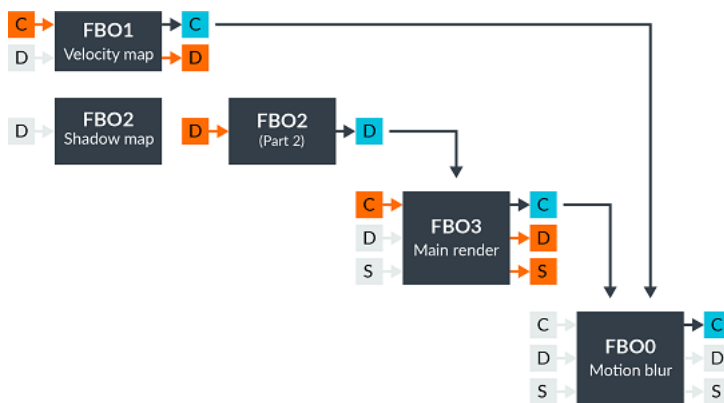 C FBO1 C
D Velocity map D
D FBO2 Shadow map D FBO2 (Part 2) D
C FBO3 C
D Main render D
S S
C FBO0 C
D Motion blur D
S S